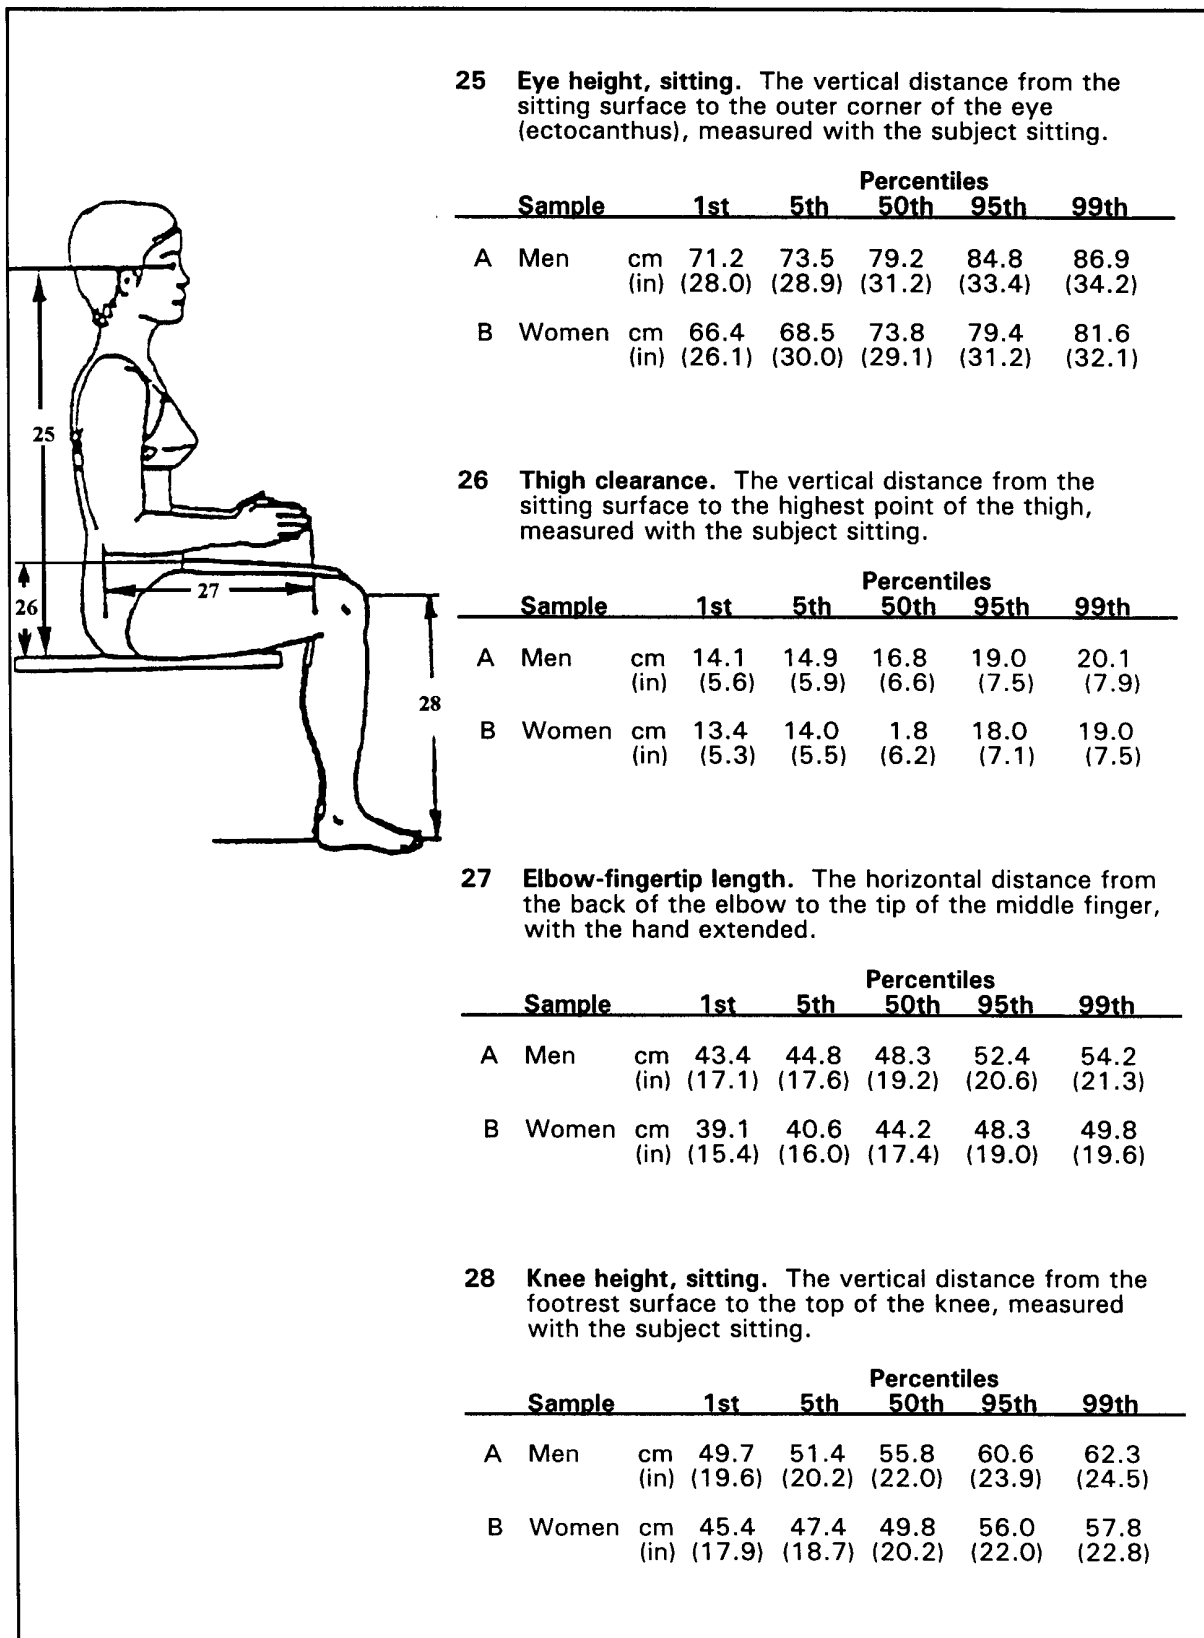 25 Eye height, sitting. The vertical distance from the
sitting surface to the outer corner of the eye
(ectocanthus), measured with the subject sitting.
Percentiles
Sample 1st 5th 50th 95th 99th
A Men cm 71.2 73.5 79.2 84.8 86.9
(in) (28.0) (28.9) (31.2) (33.4) (34.2)
B Women cm 66.4 68.5 73.8 79.4 81.6
(in) (26.1) (30.0) (29.1) (31.2) (32.1)
25
26 Thigh clearance. The vertical distance from the
sitting surface to the highest point of the thigh,
measured with the subject sitting.
27
26
Percentiles
Sample 1st 5th 50th 95th 99th
A Men cm 14.1 14.9 16.8 19.0 20.1
(in) (5.6) (5.9) (6.6) (7.5) (7.9)
28
B Women cm 13.4 14.0 1.8 18.0 19.0
(in) (5.3) (5.5) (6.2) (7.1) (7.5)
27 Elbow-fingertip length. The horizontal distance from
the back of the elbow to the tip of the middle finger,
with the hand extended.
Percentiles
Sample 1st 5th 50th 95th 99th
A Men cm 43.4 44.8 48.3 52.4 54.2
(in) (17.1) (17.6) (19.2) (20.6) (21.3)
B Women cm 39.1 40.6 44.2 48.3 49.8
(in) (15.4) (16.0) (17.4) (19.0) (19.6)
28 Knee height, sitting. The vertical distance from the
footrest surface to the top of the knee, measured
with the subject sitting.
Percentiles
Sample 1st 5th 50th 95th 99th
A Men cm 49.7 51.4 55.8 60.6 62.3
(in) (19.6) (20.2) (22.0) (23.9) (24.5)
B Women cm 45.4 47.4 49.8 56.0 57.8
(in) (17.9) (18.7) (20.2) (22.0) (22.8)